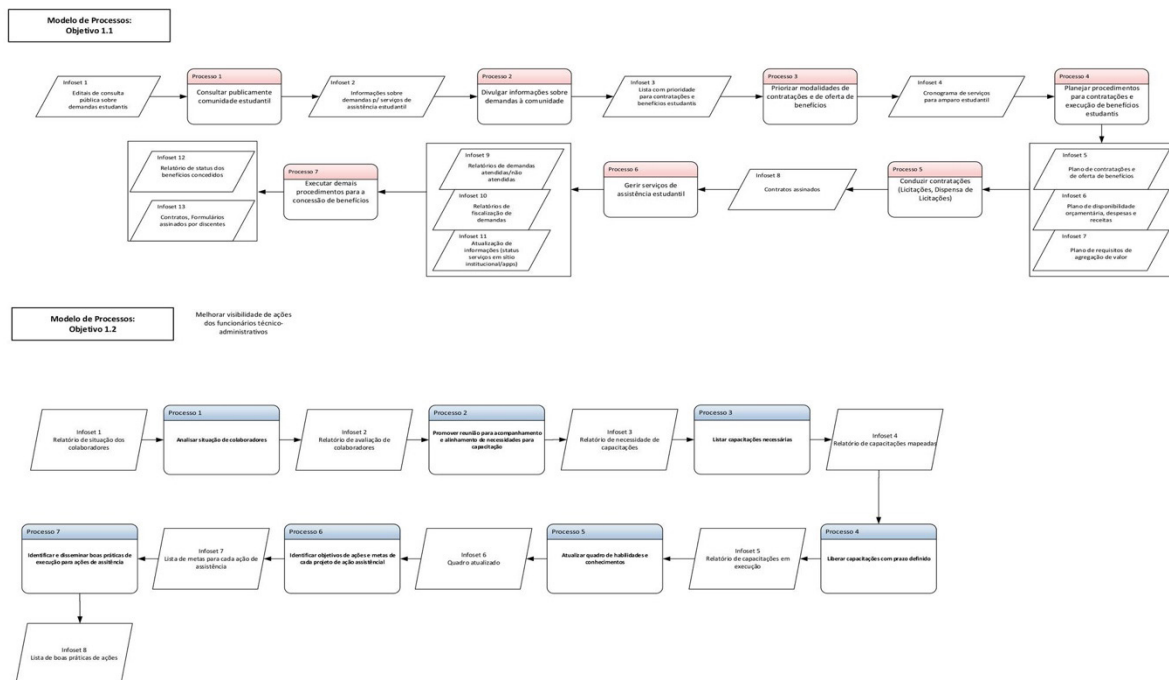 Modelo de Processos:
Objetivo 1.1
Infoset 1
Editais de consulta
pública sobre
demandas estudantis
Processo 1
Consultar publicamente
comunidade estudantil
Infoset 2
Informações sobre
demandas p/ serviços de
assistência estudantil
Processo 2
Divulgar informações sobre
demandas à comunidade
Infoset 3
Lista com prioridade
para contratações e
benefícios estudantis
Processo 3
Priorizar modalidades de
contratações e de oferta de
benefícios
Infoset 4
Cronograma de serviços
para amparo estudantil
Processo 4
Planejar procedimentos
para contratações e
execução de benefícios
estudantis
Infoset 5
Plano de contratações e
de oferta de benefícios
Infoset 6
Plano de disponibilidade
orçamentária, despesas e
receitas
Infoset 7
Plano de requisitos de
agregação de valor
Processo 5
Conduzir contratações
(Licitações, Dispensa de
Licitações)
Infoset 8
Contratos assinados
Processo 6
Gerir serviços de
assistência estudantil
Infoset 9
Relatórios de demandas
atendidas/não
atendidas
Infoset 10
Relatórios de
fiscalização de
demandas
Infoset 11
Atualização de
informações (status
serviços em sítio
institucional/apps)
Processo 7
Executar demais
procedimentos para a
concessão de benefícios
Infoset 12
Relatório de status dos
benefícios concedidos
Infoset 13
Contratos, Formulários
assinados por discentes
Modelo de Processos:
Objetivo 1.2
Melhorar visibilidade de ações
dos funcionários técnico-
administrativos
Infoset 1
Relatório de situação dos
colaboradores
Processo 1
Analisar situação de colaboradores
Infoset 2
Relatório de avaliação de
colaboradores
Processo 2
Promover reunião para acompanhamento
e alinhamento de necessidades para
capacitação
Infoset 3
Relatório de necessidade de
capacitações
Processo 3
Listar capacitações necessárias
Infoset 4
Relatório de capacitações mapeadas
Processo 4
Liberar capacitações com prazo definido
Infoset 5
Relatório de capacitações em
execução
Processo 5
Atualizar quadro de habilidades e
conhecimentos
Infoset 6
Quadro atualizado
Processo 6
Identificar objetivos de ações e metas de
cada projeto de ação assistêncial
Infoset 7
Lista de metas para cada ação de
assistência
Processo 7
Identificar e disseminar boas práticas de
execução para ações de assitência
Infoset 8
Lista de boas práticas de ações